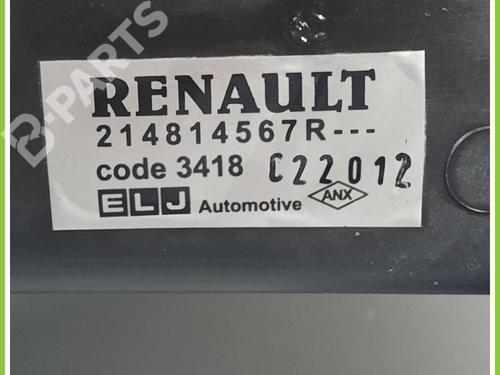 B-PARTS
RENAULT
214814567R---
code 3418 C22012
ELJ Automotive ANX